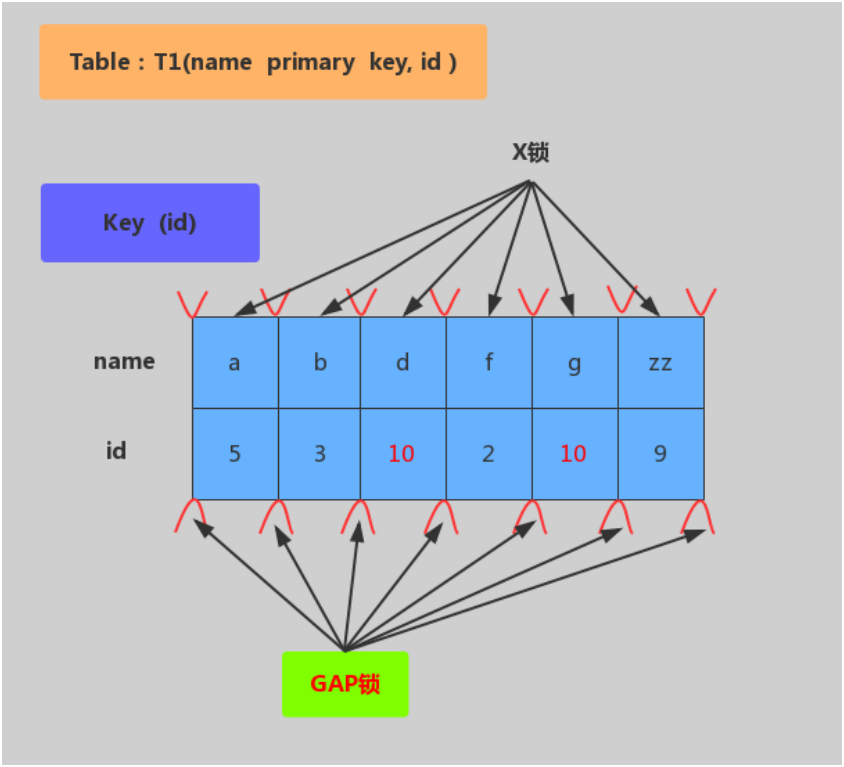 Table : T1(name primary key, id )
X锁
Key (id)
name a b d f g zz
id 5 3 10 2 10 9
GAP锁